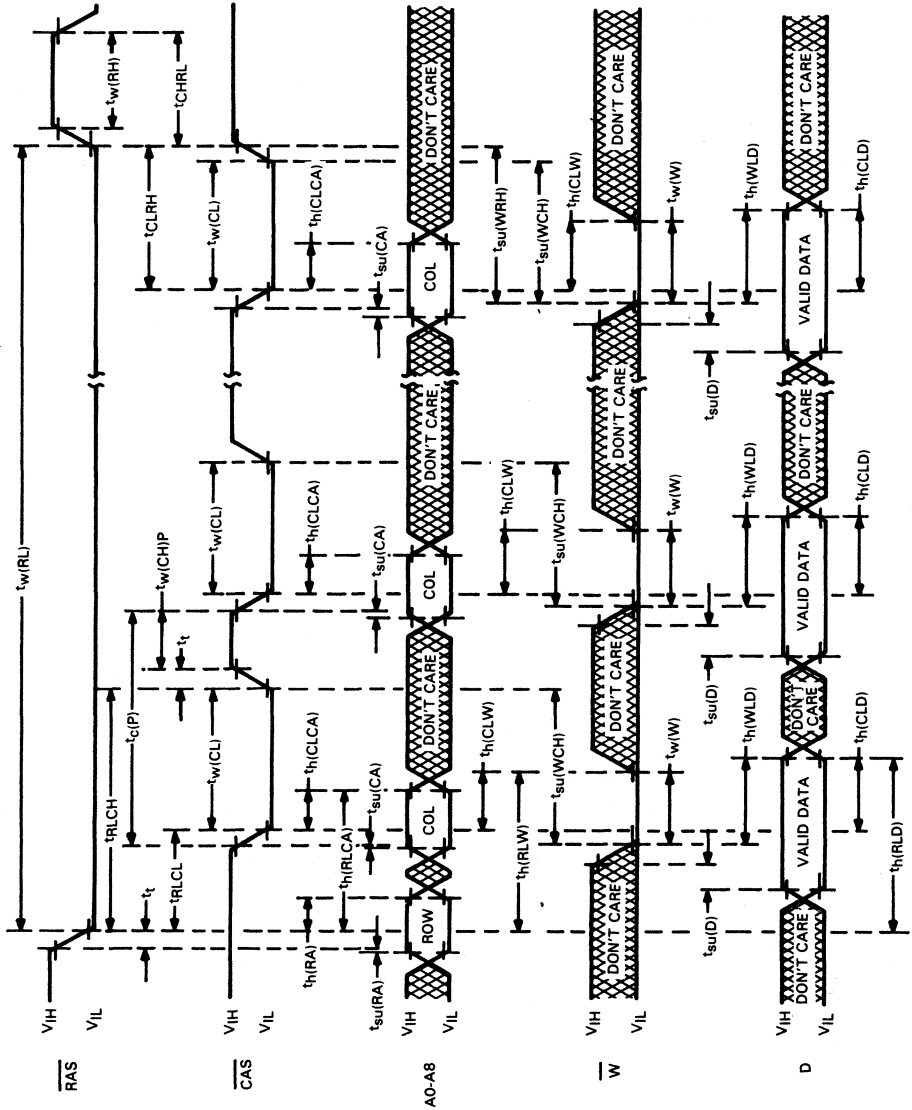 RAS
VIH
VIL
tw(RL)
tRLCH
tt
tRLCL
tc(P)
tt
tw(CH)P
tCLRH
tw(RH)
tCHRL
CAS
VIH
VIL
tw(CL)
tw(CL)
tw(CL)
th(RA)
tsu(RA)
th(RLCA)
th(CLCA)
tsu(CA)
th(CLCA)
tsu(CA)
th(CLCA)
tsu(CA)
A0-A8
VIH
VIL
ROW
COL
DON'T CARE
COL
DON'T CARE
COL
DON'T CARE
th(RLW)
th(CLW)
tsu(WCH)
th(CLW)
tsu(WCH)
tsu(WRH)
tsu(WCH)
th(CLW)
W
VIH
VIL
DON'T CARE
DON'T CARE
DON'T CARE
DON'T CARE
tw(W)
tw(W)
tw(W)
tsu(D)
th(WLD)
tsu(D)
th(WLD)
tsu(D)
th(WLD)
D
VIH
VIL
DON'T CARE
VALID DATA
DON'T
CARE
VALID DATA
DON'T CARE
VALID DATA
DON'T CARE
th(CLD)
th(CLD)
th(CLD)
th(RLD)